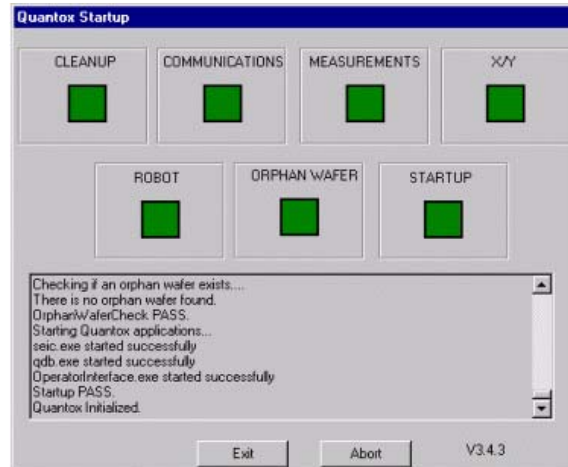 Quantox Startup
CLEANUP COMMUNICATIONS MEASUREMENTS X/Y
ROBOT ORPHAN WAFER STARTUP
Checking if an orphan wafer exists....
There is no orphan wafer found.
OrphanWaferCheck PASS.
Starting Quantox applications...
seic.exe started successfully
qdb.exe started successfully
OperatorInterface.exe started successfully
Startup PASS.
Quantox Initialized.
Exit Abort V3.4.3